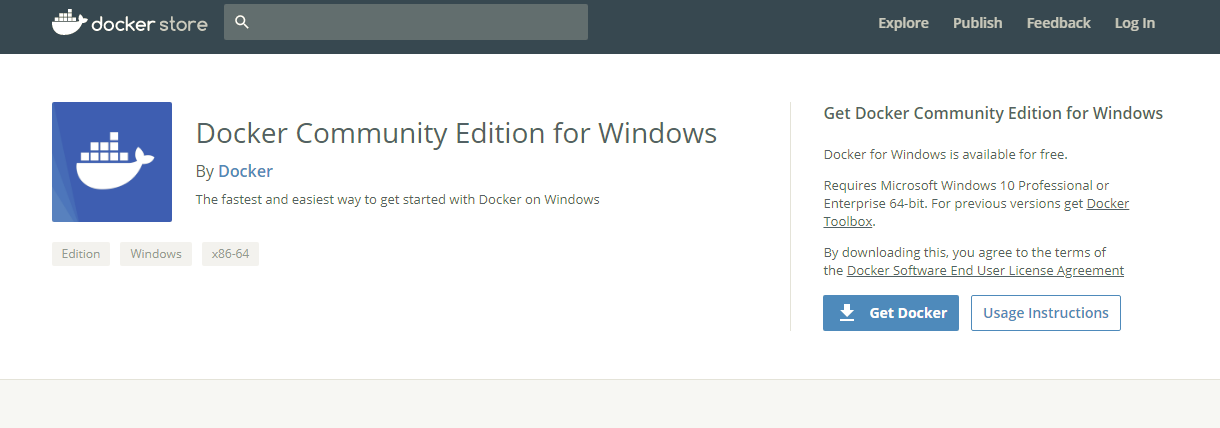 docker store
Explore
Publish
Feedback
Log In
Docker Community Edition for Windows
By Docker
The fastest and easiest way to get started with Docker on Windows
Edition
Windows
x86-64
Get Docker Community Edition for Windows
Docker for Windows is available for free.
Requires Microsoft Windows 10 Professional or
Enterprise 64-bit. For previous versions get Docker
Toolbox.
By downloading this, you agree to the terms of
the Docker Software End User License Agreement
Get Docker
Usage Instructions